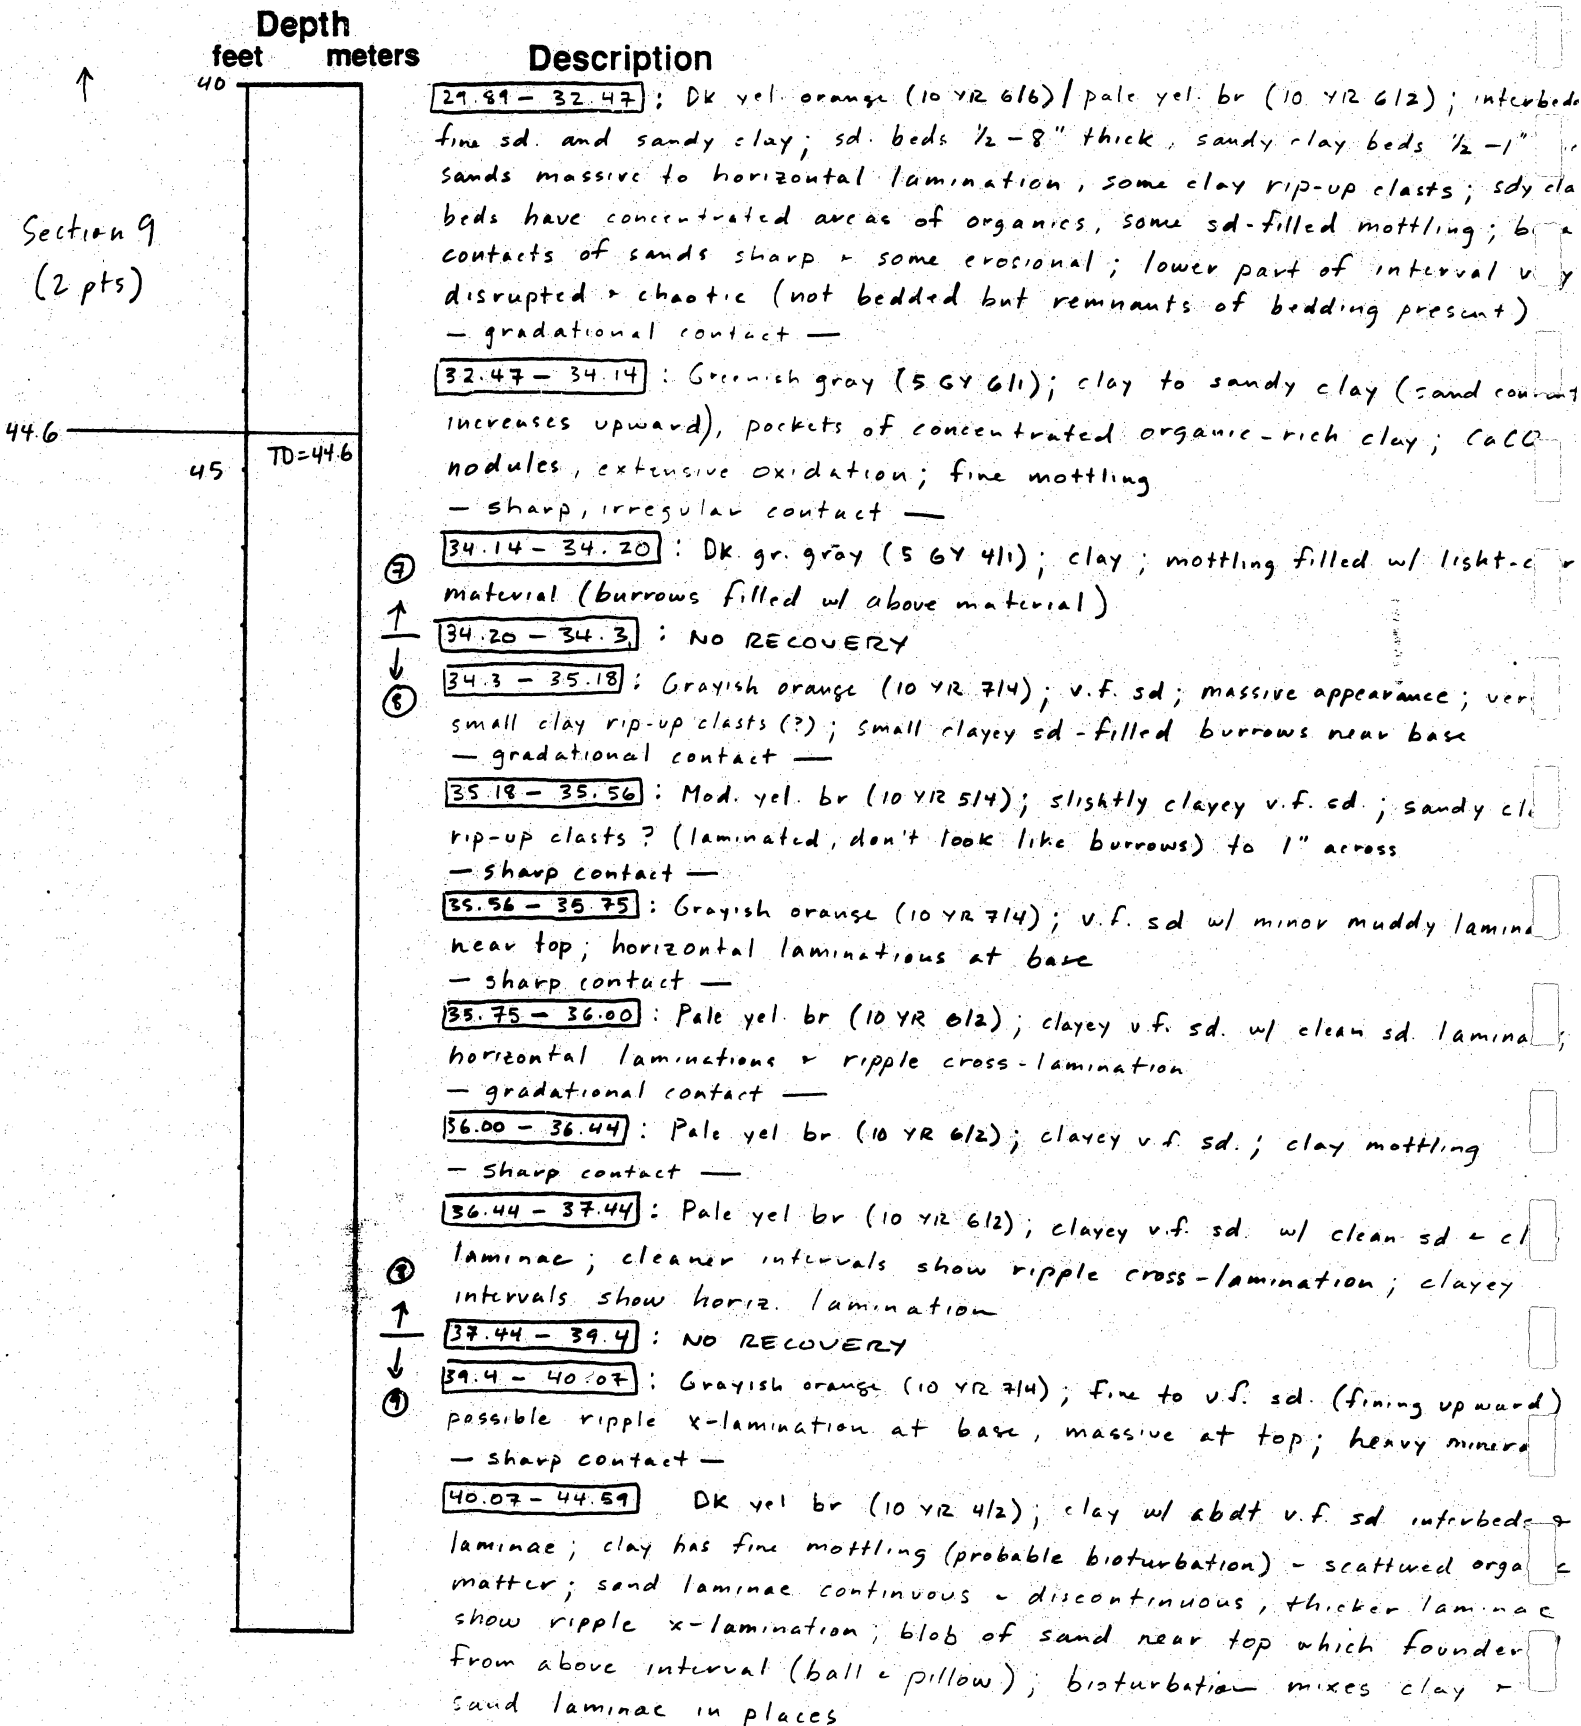 Depth
feet meters Description
↑
40
29.89 - 32.47 : DK yel. orange (10 YR 6/6) / pale yel. br (10 YR 6/2) ; interbed
fine sd. and sandy clay; sd. beds ½ - 8" thick, sandy clay beds ½ - 1"
sands massive to horizontal lamination, some clay rip-up clasts; sdy cla
Section 9
beds have concentrated areas of organics, some sd-filled mottling;
(2 pts)
contacts of sands sharp + some erosional; lower part of interval
disrupted + chaotic (not bedded but remnants of bedding present)
— gradational contact —
32.47 - 34.14 : Greenish gray (5 GY 6/1); clay to sandy clay (sand content
44.6
increases upward), pockets of concentrated organic-rich clay; CaCO
TD=44.6
45
nodules, extensive oxidation; fine mottling
— sharp, irregular contact —
34.14 - 34.20 : DK gr. gray (5 GY 4/1); clay; mottling filled w/ light-
⑦
material (burrows filled w/ above material)
↑
34.20 - 34.3 : NO RECOVERY
↓
34.3 - 35.18 : Grayish orange (10 YR 7/4); v.f. sd; massive appearance; ver
⑧
small clay rip-up clasts (?); small clayey sd-filled burrows near base
— gradational contact —
35.18 - 35.56 : Mod. yel. br (10 YR 5/4); slightly clayey v.f. sd.; sandy cl
rip-up clasts? (laminated, don't look like burrows) to 1" across
— sharp contact —
35.56 - 35.75 : Grayish orange (10 YR 7/4); v.f. sd w/ minor muddy lamina
near top; horizontal laminations at base
— sharp contact —
35.75 - 36.00 : Pale yel. br (10 YR 6/2); clayey v.f. sd. w/ clean sd. lamina ;
horizontal laminations + ripple cross-lamination
— gradational contact —
36.00 - 36.44 : Pale yel br (10 YR 6/2); clayey v.f. sd.; clay mottling
— sharp contact —
36.44 - 37.44 : Pale yel br (10 YR 6/2); clayey v.f. sd. w/ clean sd + cl
laminae; cleaner intervals show ripple cross-lamination; clayey
⑧
intervals show horiz. lamination
↑
37.44 - 39.4 : NO RECOVERY
↓
39.4 - 40.07 : Grayish orange (10 YR 7/4); fine to v.f. sd. (fining upward)
⑨
possible ripple x-lamination at base, massive at top; heavy minera
— sharp contact —
40.07 - 44.59 DK yel br (10 YR 4/2); clay w/ abdt v.f. sd interbeds +
laminae; clay has fine mottling (probable bioturbation) - scattered orga c
matter; sand laminae continuous - discontinuous, thicker laminae
show ripple x-lamination; blob of sand near top which founder
from above interval (ball + pillow); bioturbation mixes clay +
sand laminae in places